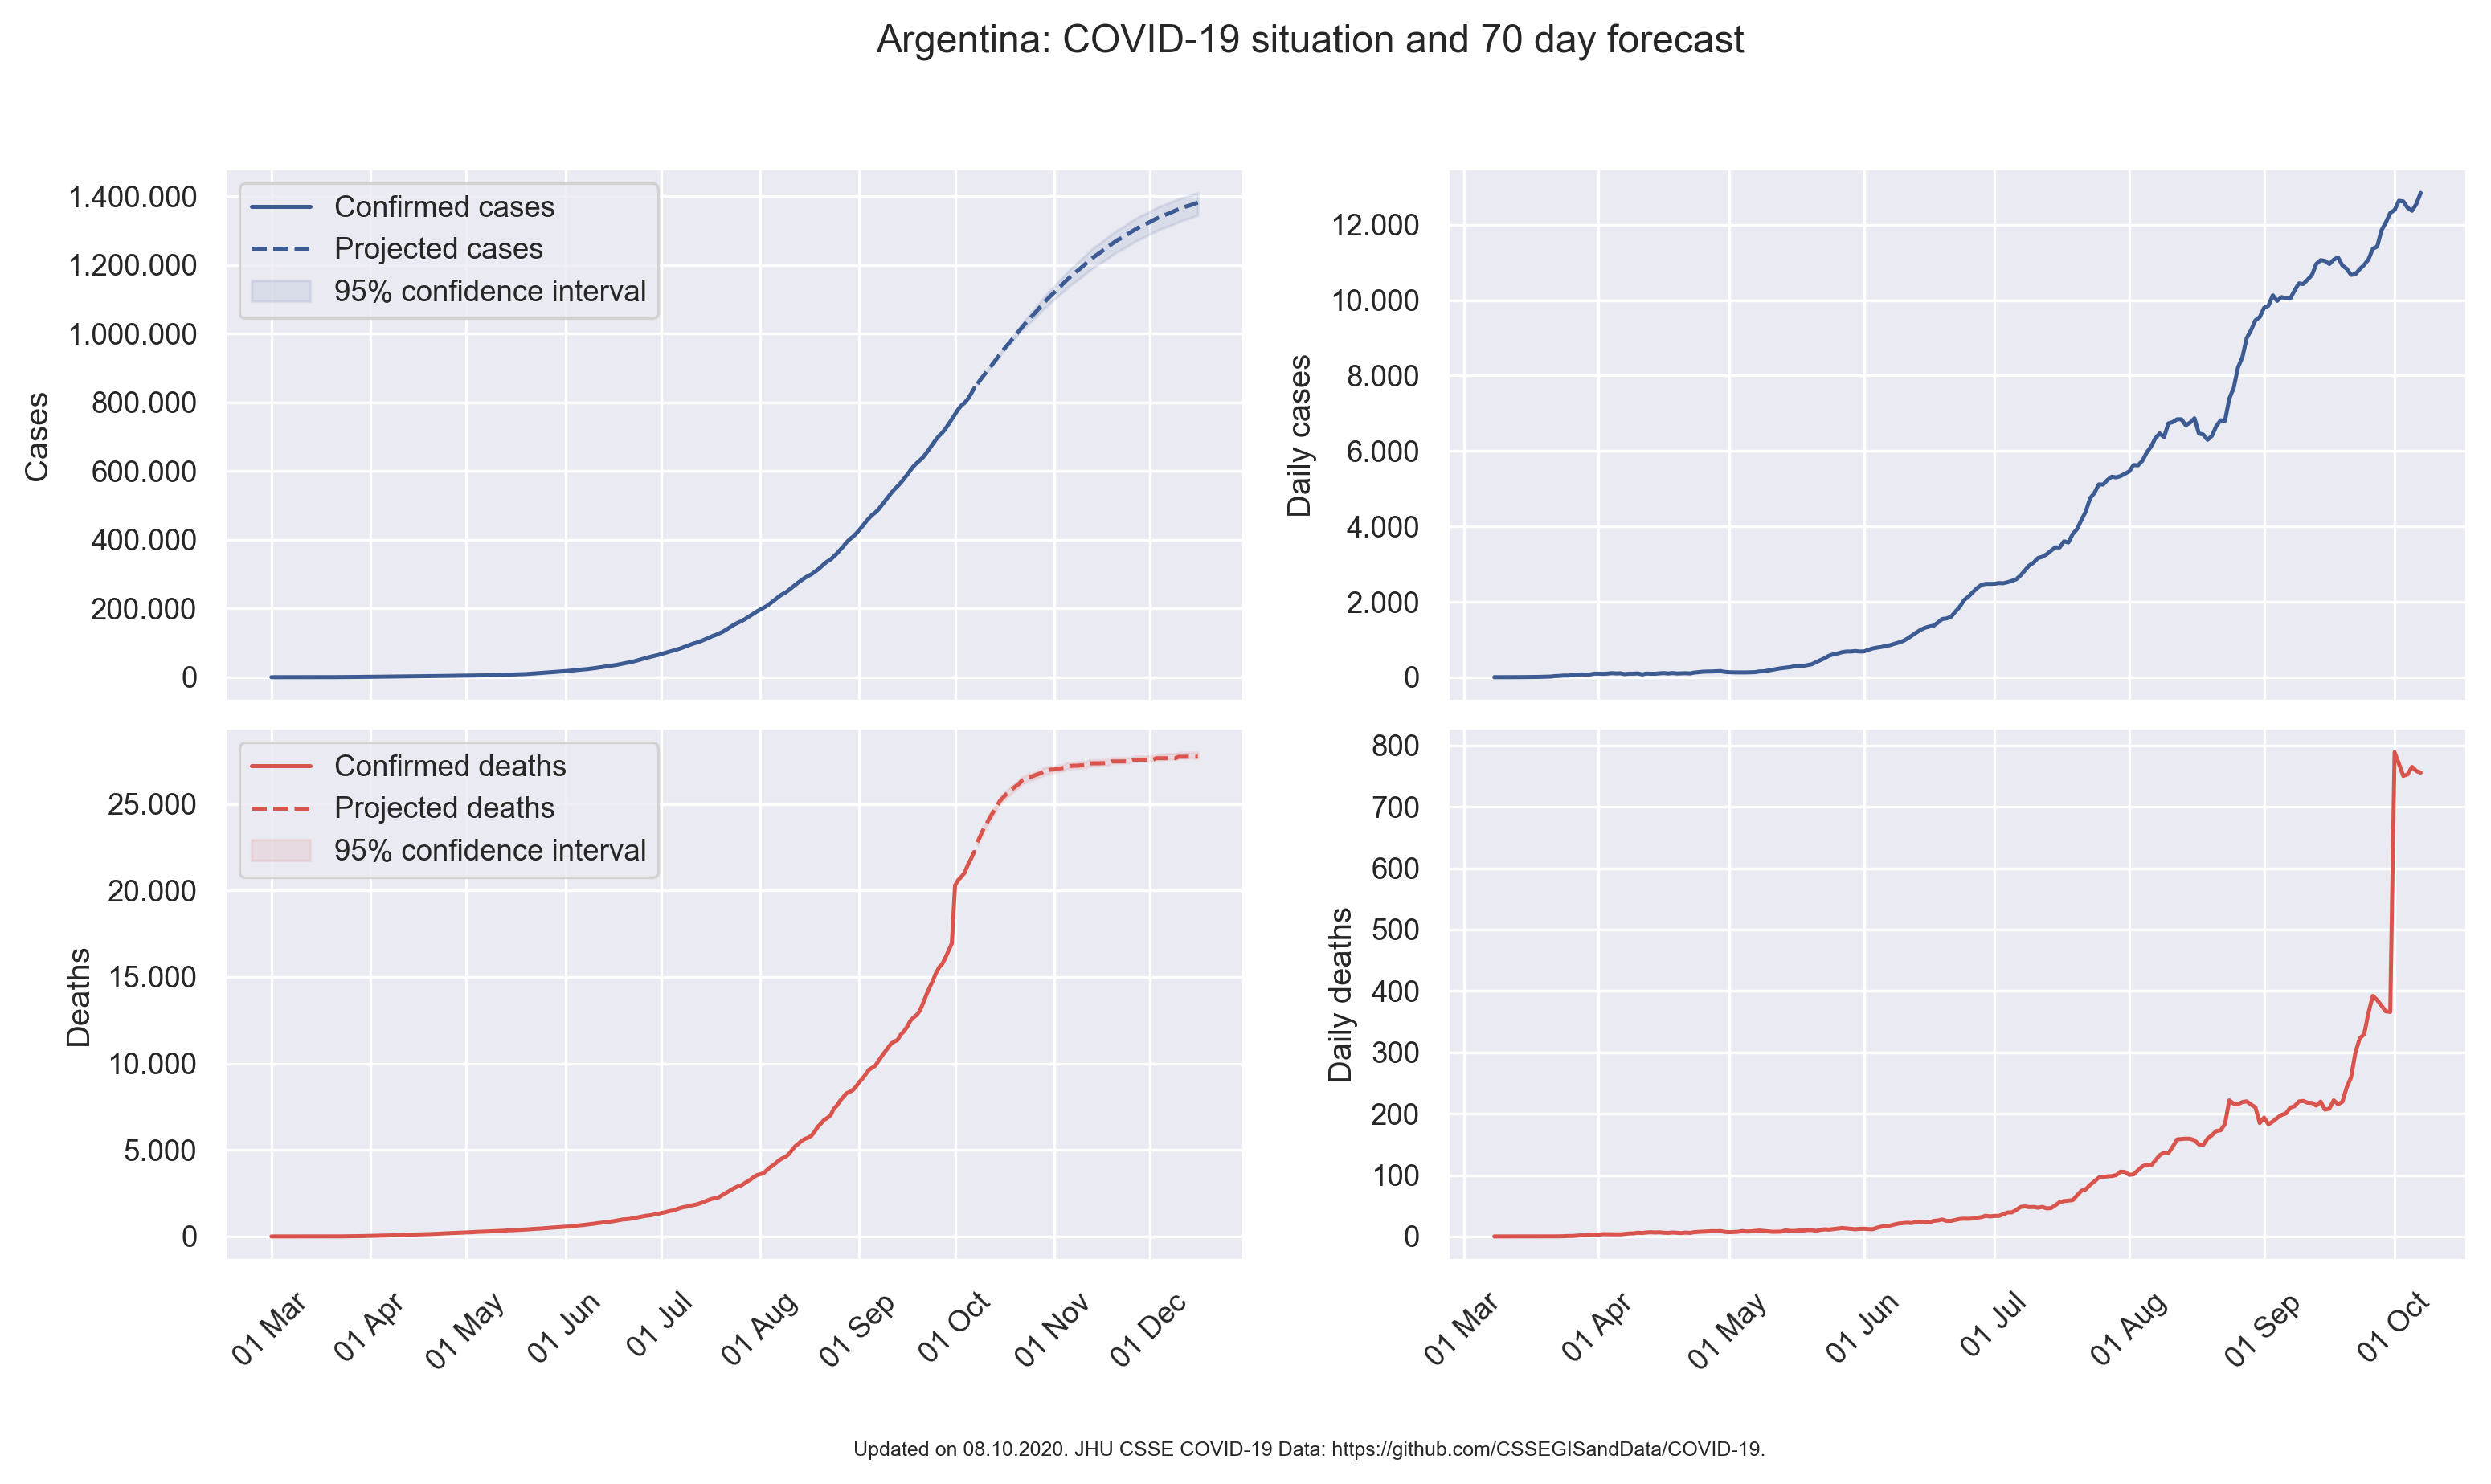 Argentina: COVID-19 situation and 70 day forecast
Cases
1.400.000
1.200.000
1.000.000
800.000
600.000
400.000
200.000
0
Confirmed cases
Projected cases
95% confidence interval
Daily cases
12.000
10.000
8.000
6.000
4.000
2.000
0
Deaths
25.000
20.000
15.000
10.000
5.000
0
Confirmed deaths
Projected deaths
95% confidence interval
01 Mar
01 Apr
01 May
01 Jun
01 Jul
01 Aug
01 Sep
01 Oct
01 Nov
01 Dec
Daily deaths
800
700
600
500
400
300
200
100
0
01 Mar
01 Apr
01 May
01 Jun
01 Jul
01 Aug
01 Sep
01 Oct
Updated on 08.10.2020. JHU CSSE COVID-19 Data: https://github.com/CSSEGISandData/COVID-19.